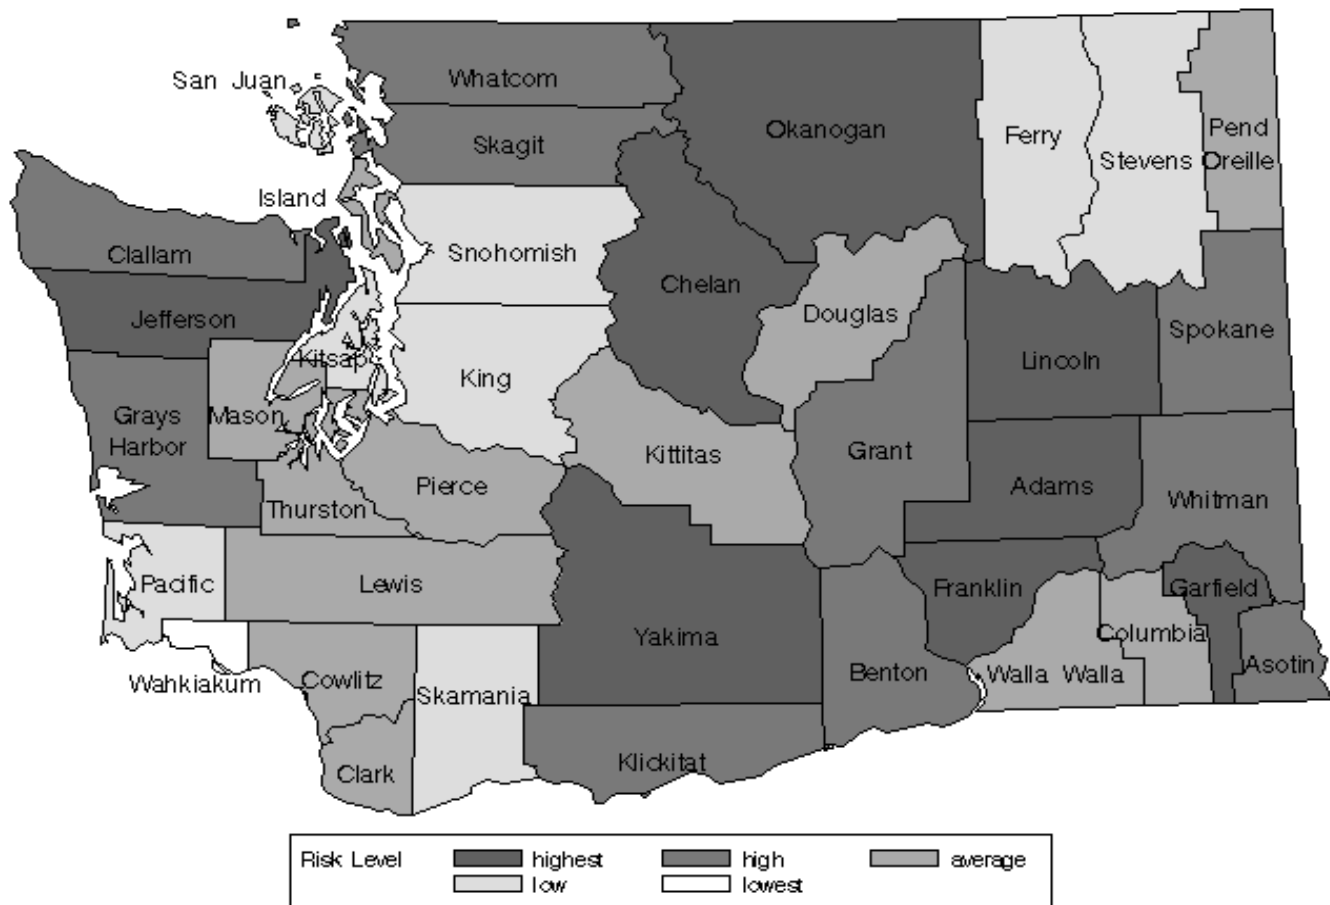 San Juan
Whatcom
Okanogan
Ferry
Pend
Oreille
Skagit
Stevens
Island
Clallam
Snohomish
Chelan
Jefferson
Douglas
Spokane
Kitsap
King
Lincoln
Grays
Harbor
Mason
Kittitas
Grant
Pierce
Adams
Whitman
Thurston
Pacific
Lewis
Franklin
Garfield
Yakima
Columbia
Wahkiakum
Cowlitz
Skamania
Benton
Walla Walla
Asotin
Clark
Klickitat
Risk Level highest high average
low lowest